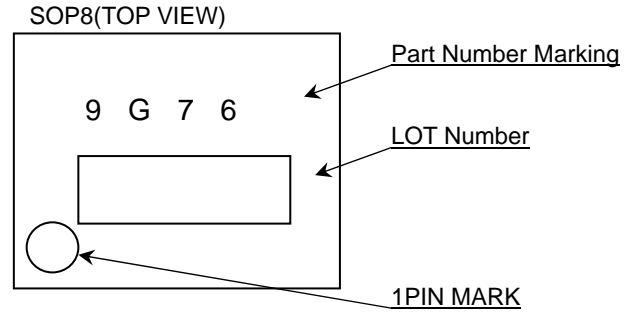 SOP8(TOP VIEW)
Part Number Marking
9 G 7 6
LOT Number
1PIN MARK